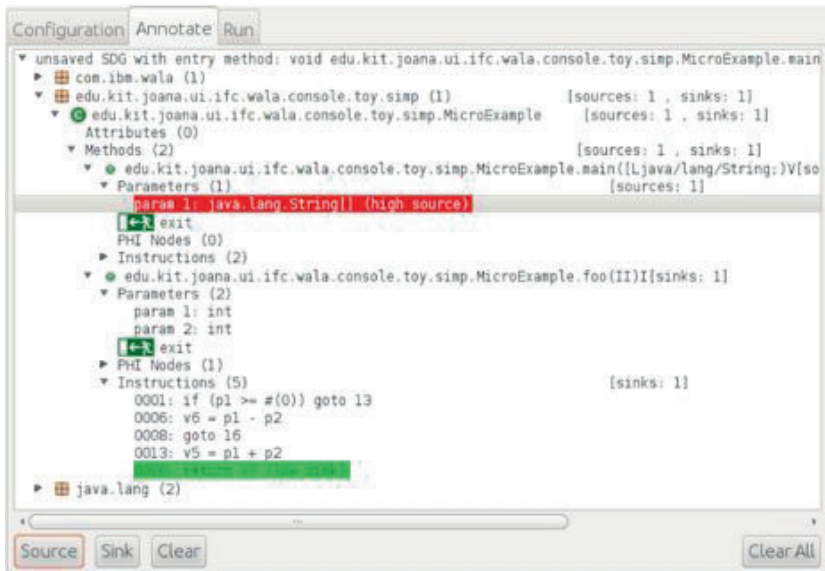 Configuration Annotate Run
unsaved SDG with entry method: void edu.kit.joana.ui.ifc.wala.console.toy.simp.MicroExample.main
com.ibm.wala (1)
edu.kit.joana.ui.ifc.wala.console.toy.simp (1) [sources: 1 , sinks: 1]
edu.kit.joana.ui.ifc.wala.console.toy.simp.MicroExample [sources: 1 , sinks: 1]
Attributes (0)
Methods (2) [sources: 1 , sinks: 1]
edu.kit.joana.ui.ifc.wala.console.toy.simp.MicroExample.main([Ljava/lang/String;)V[so
Parameters (1) [sources: 1]
param 1: java.lang.String[] (high source)
exit
PHI Nodes (0)
Instructions (2)
edu.kit.joana.ui.ifc.wala.console.toy.simp.MicroExample.foo(II)I[sinks: 1]
Parameters (2)
param 1: int
param 2: int
exit
PHI Nodes (1)
Instructions (5) [sinks: 1]
0001: if (p1 >= #(0)) goto 13
0006: v6 = p1 - p2
0008: goto 16
0013: v5 = p1 + p2
return (low sink)
java.lang (2)
Source Sink Clear Clear All